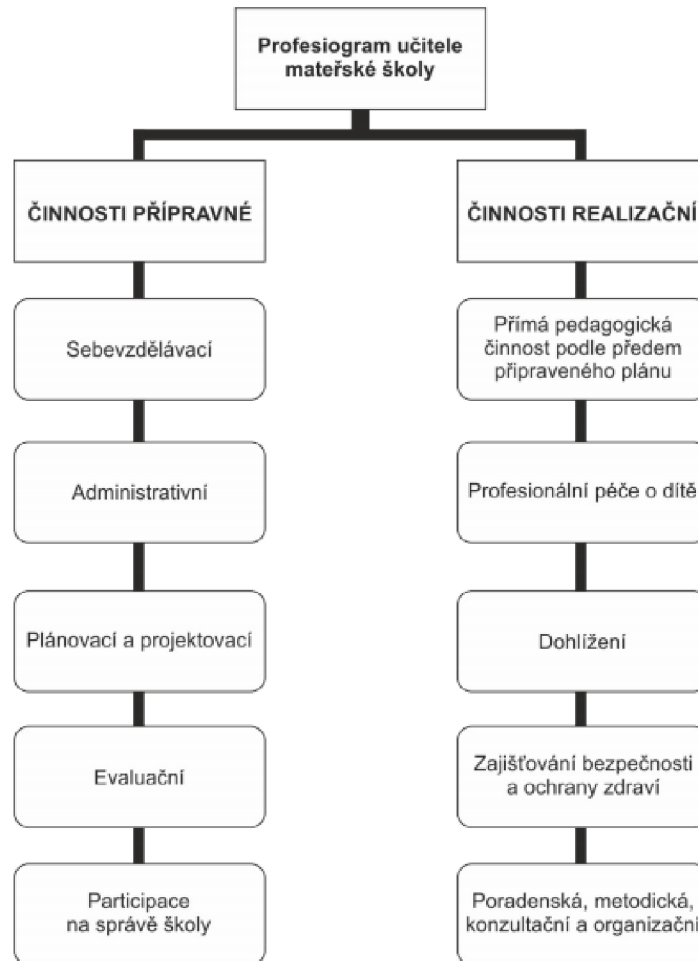 Profesiogram učitele
mateřské školy
ČINNOSTI PŘÍPRAVNÉ
Sebevzdělávací
Administrativní
Plánovací a projektovací
Evaluační
Participace
na správě školy
ČINNOSTI REALIZAČNÍ
Přímá pedagogická
činnost podle předem
připraveného plánu
Profesionální péče o dítě
Dohlížení
Zajišťování bezpečnosti
a ochrany zdraví
Poradenská, metodická,
konzultační a organizační